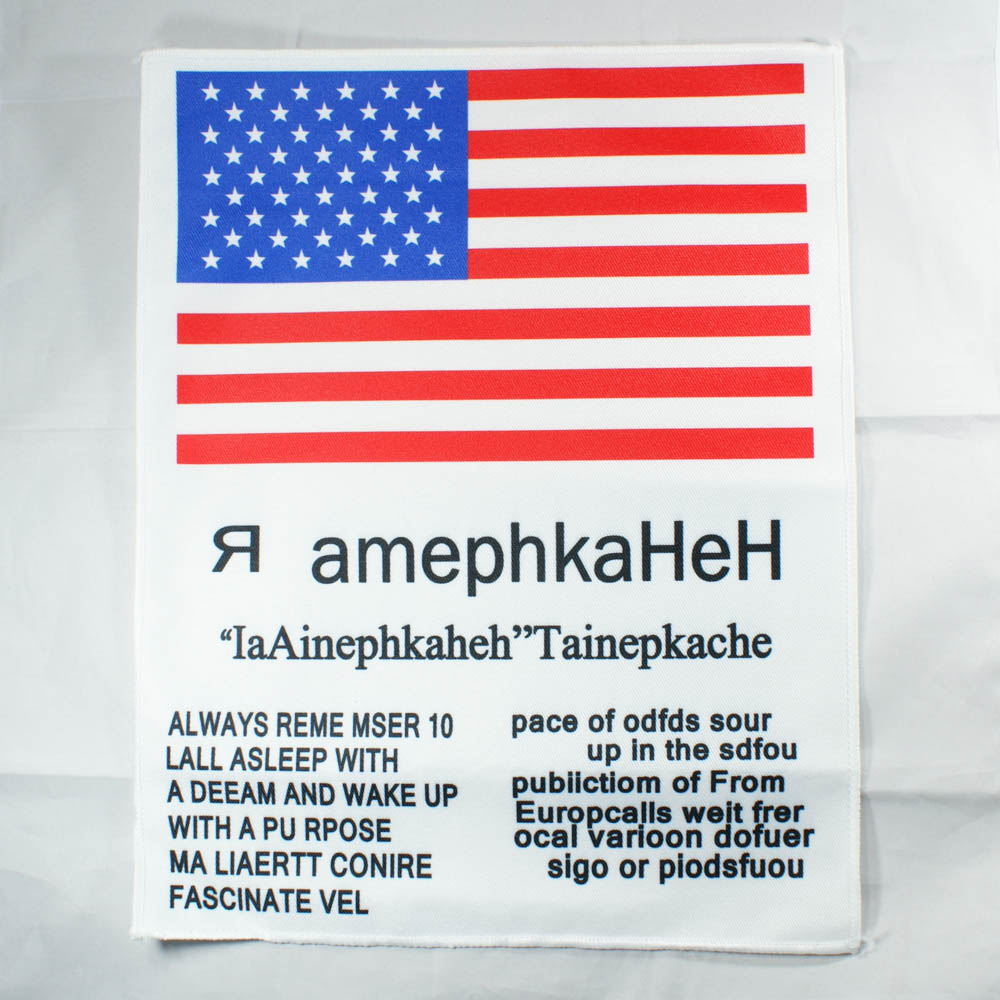 Я amephkaHeH
“IaAinephkaheh”Tainepkache
ALWAYS REME MSER 10
LALL ASLEEP WITH
A DEEAM AND WAKE UP
WITH A PU RPOSE
MA LIAERTT CONIRE
FASCINATE VEL
pace of odfds sour
up in the sdfou
pubiictiom of From
Europcalls weit frer
ocal varioon dofuer
sigo or piodsfuou